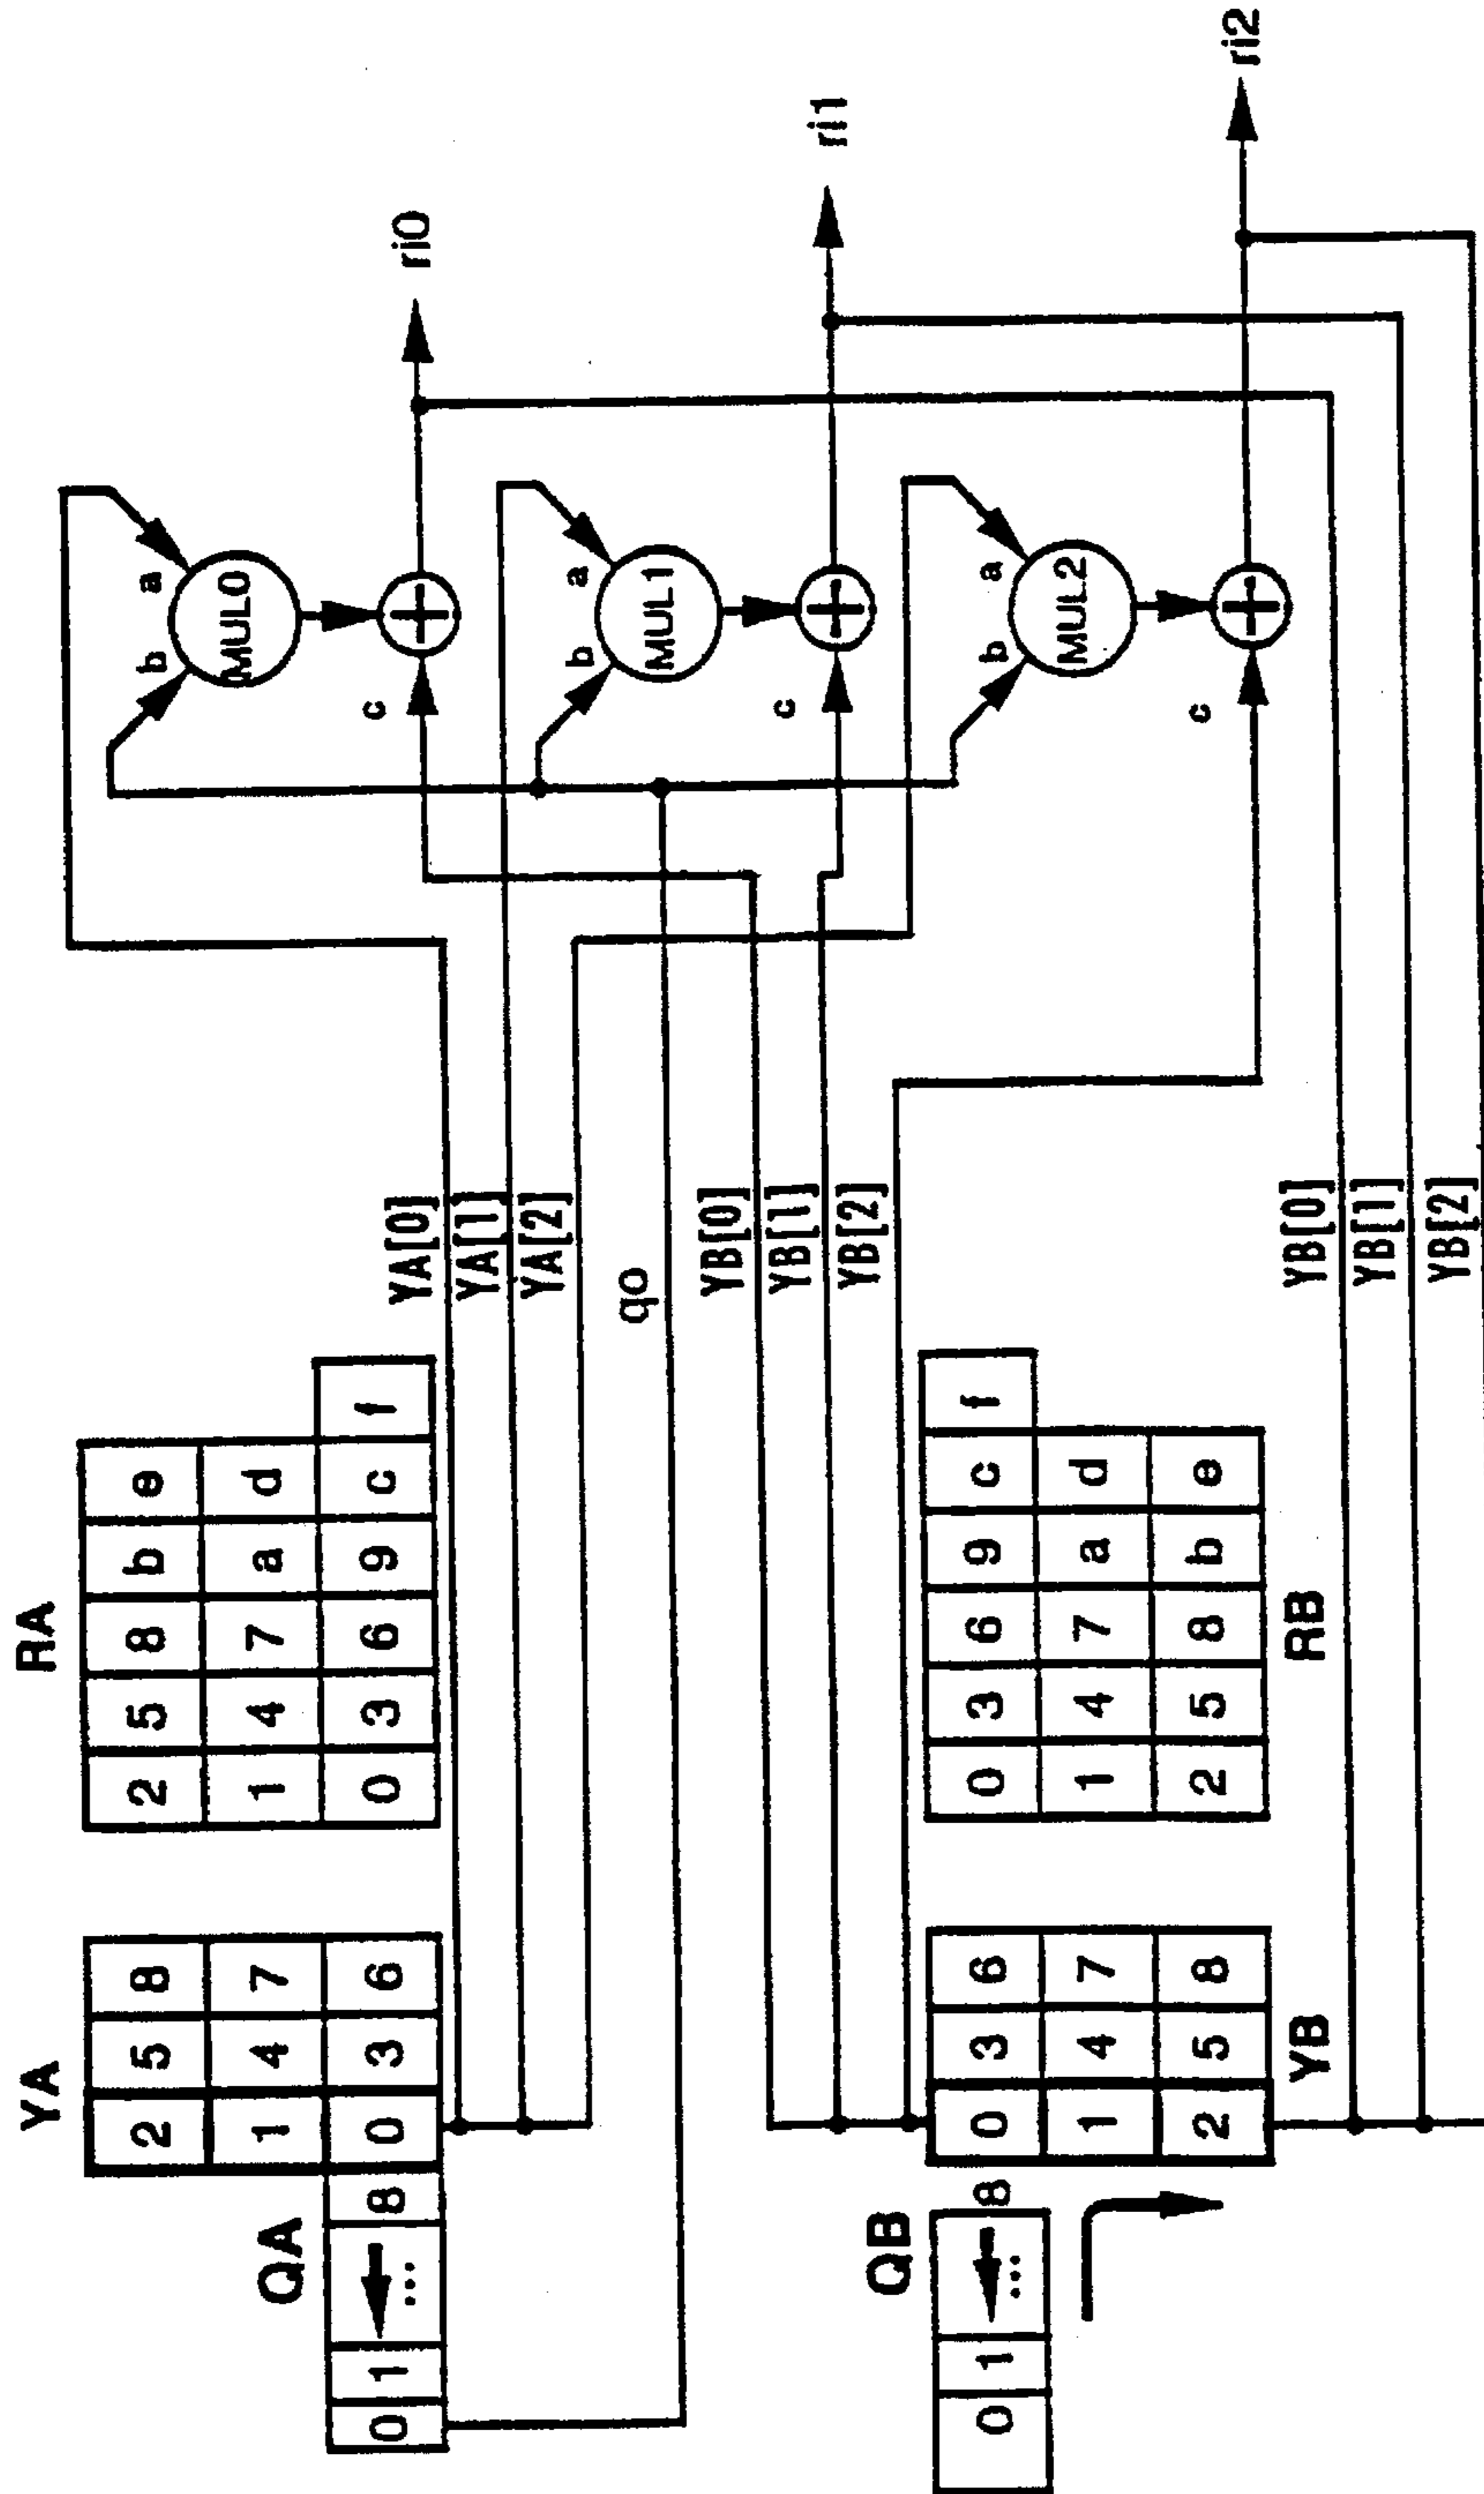 YA RA
2 5 8 2 5 8 b e
1 4 7 1 4 7 a d
QA
0 1 ... 8 0 3 6 0 3 6 9 c f
YA[0]
YA[1]
YA[2]
qo
YB[0]
YB[1]
YB[2]
QB
0 1 ... 8 0 3 6 0 3 6 9 c f
1 4 7 1 4 7 a d
2 5 8 2 5 8 b e
YB RB
YB[0]
YB[1]
YB[2]
b a
MUL0
c
ri0
b a
MUL1
c
ri1
b a
MUL2
c
ri2